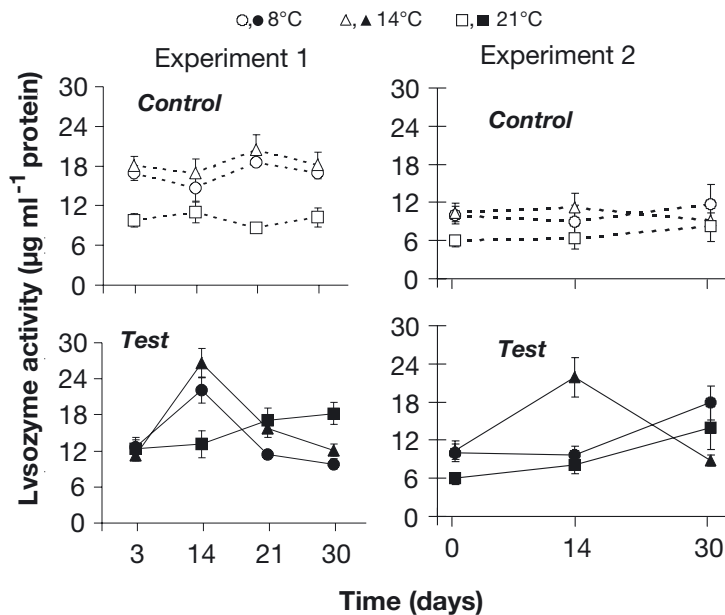 ○,● 8°C △,▲ 14°C □,■ 21°C
Experiment 1 Experiment 2
Control
30
24
18
12
6
0
Control
30
24
18
12
6
0
Test
30
24
18
12
6
0
3 14 21 30
Test
30
24
18
12
6
0
0 14 30
Lysozyme activity (µg ml⁻¹ protein)
Time (days)